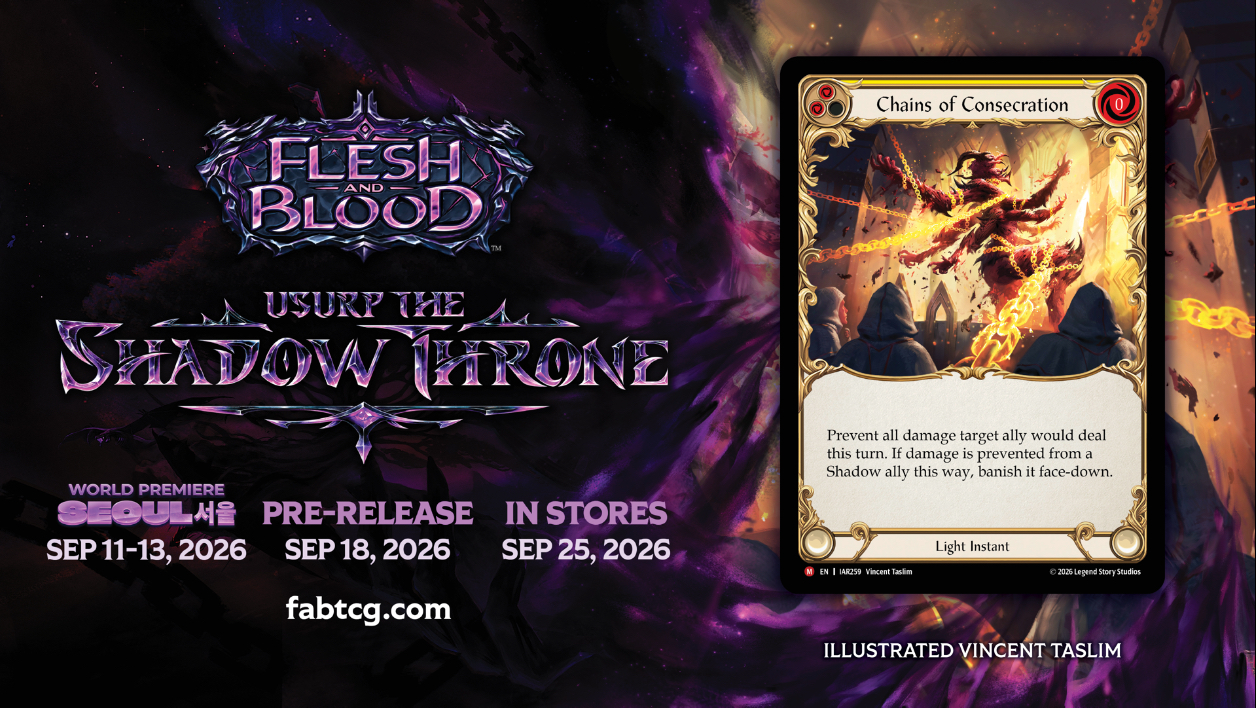 FLESH
AND
BLOOD
TM
USURP THE
SHADOW THRONE
WORLD PREMIERE
SEOUL서울
SEP 11-13, 2026
PRE-RELEASE
SEP 18, 2026
IN STORES
SEP 25, 2026
fabtcg.com
Chains of Consecration
0
Prevent all damage target ally would deal
this turn. If damage is prevented from a
Shadow ally this way, banish it face-down.
Light Instant
M EN | IAR259 Vincent Taslim
© 2026 Legend Story Studios
ILLUSTRATED VINCENT TASLIM